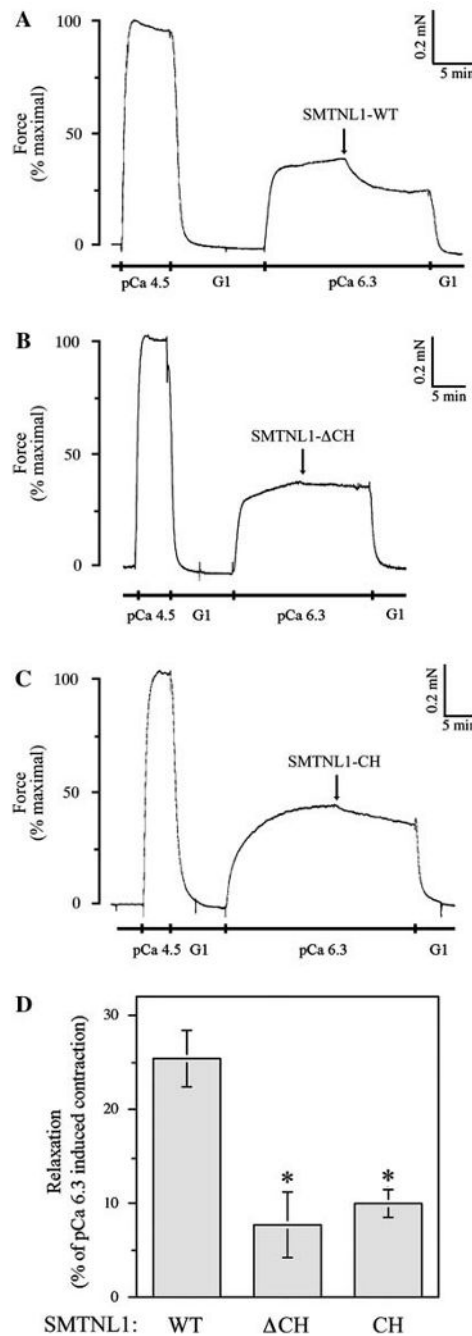 A
100
50
0
Force
(% maximal)
SMTNL1-WT
0.2 mN
5 min
pCa 4.5 G1 pCa 6.3 G1
B
100
50
0
Force
(% maximal)
SMTNL1-ΔCH
0.2 mN
5 min
pCa 4.5 G1 pCa 6.3 G1
C
100
50
0
Force
(% maximal)
SMTNL1-CH
0.2 mN
5 min
pCa 4.5 G1 pCa 6.3 G1
D
30
20
10
0
Relaxation
(% of pCa 6.3 induced contraction)
* *
SMTNL1: WT ΔCH CH